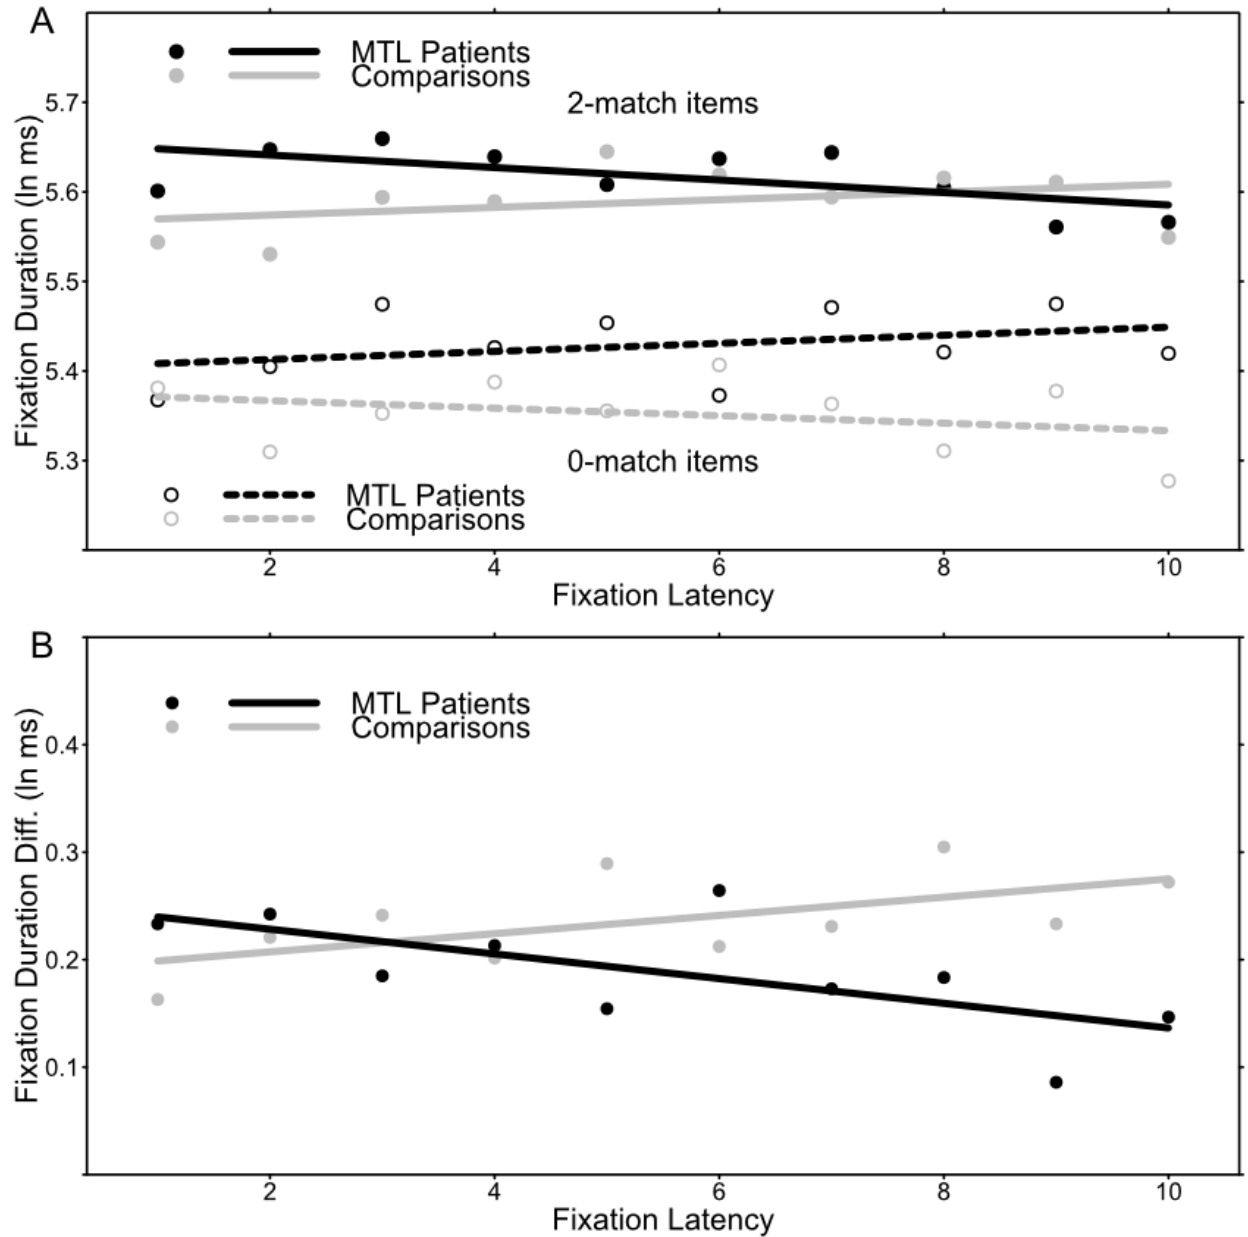 A
MTL Patients
Comparisons
2-match items
5.7
5.6
5.5
5.4
5.3
Fixation Duration (ln ms)
0-match items
MTL Patients
Comparisons
2 4 6 8 10
Fixation Latency
B
MTL Patients
Comparisons
0.4
0.3
0.2
0.1
Fixation Duration Diff. (ln ms)
2 4 6 8 10
Fixation Latency